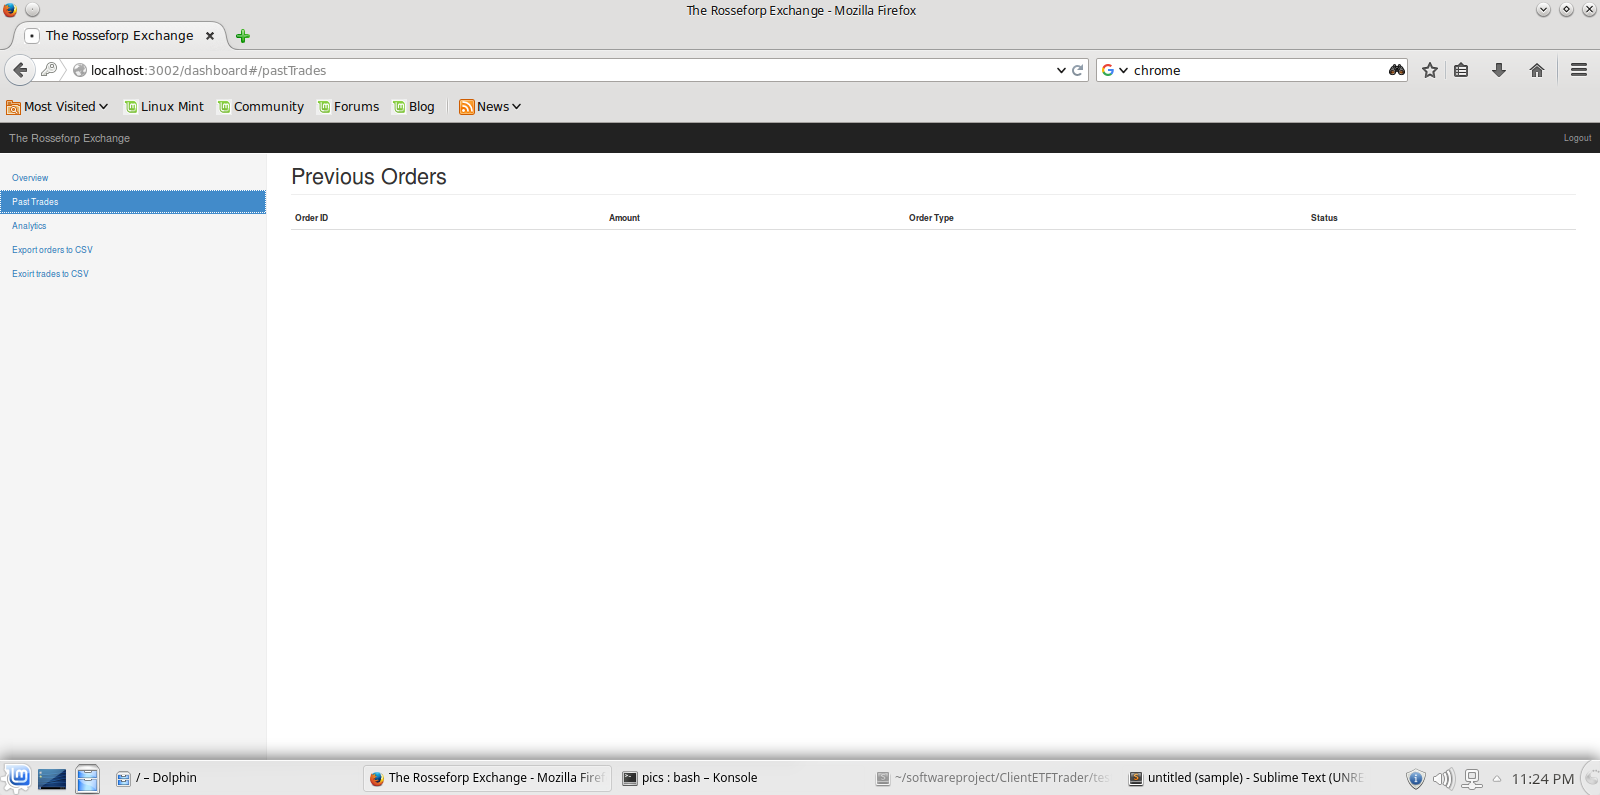 The Rosseforp Exchange - Mozilla Firefox
The Rosseforp Exchange
localhost:3002/dashboard#/pastTrades
chrome
Most Visited
Linux Mint
Community
Forums
Blog
News
The Rosseforp Exchange
Logout
Overview
Past Trades
Analytics
Export orders to CSV
Exoirt trades to CSV
Previous Orders
Order ID Amount Order Type Status
/ – Dolphin
The Rosseforp Exchange - Mozilla Firef
pics : bash – Konsole
~/softwareproject/ClientETFTrader/tes
untitled (sample) - Sublime Text (UNRE
11:24 PM